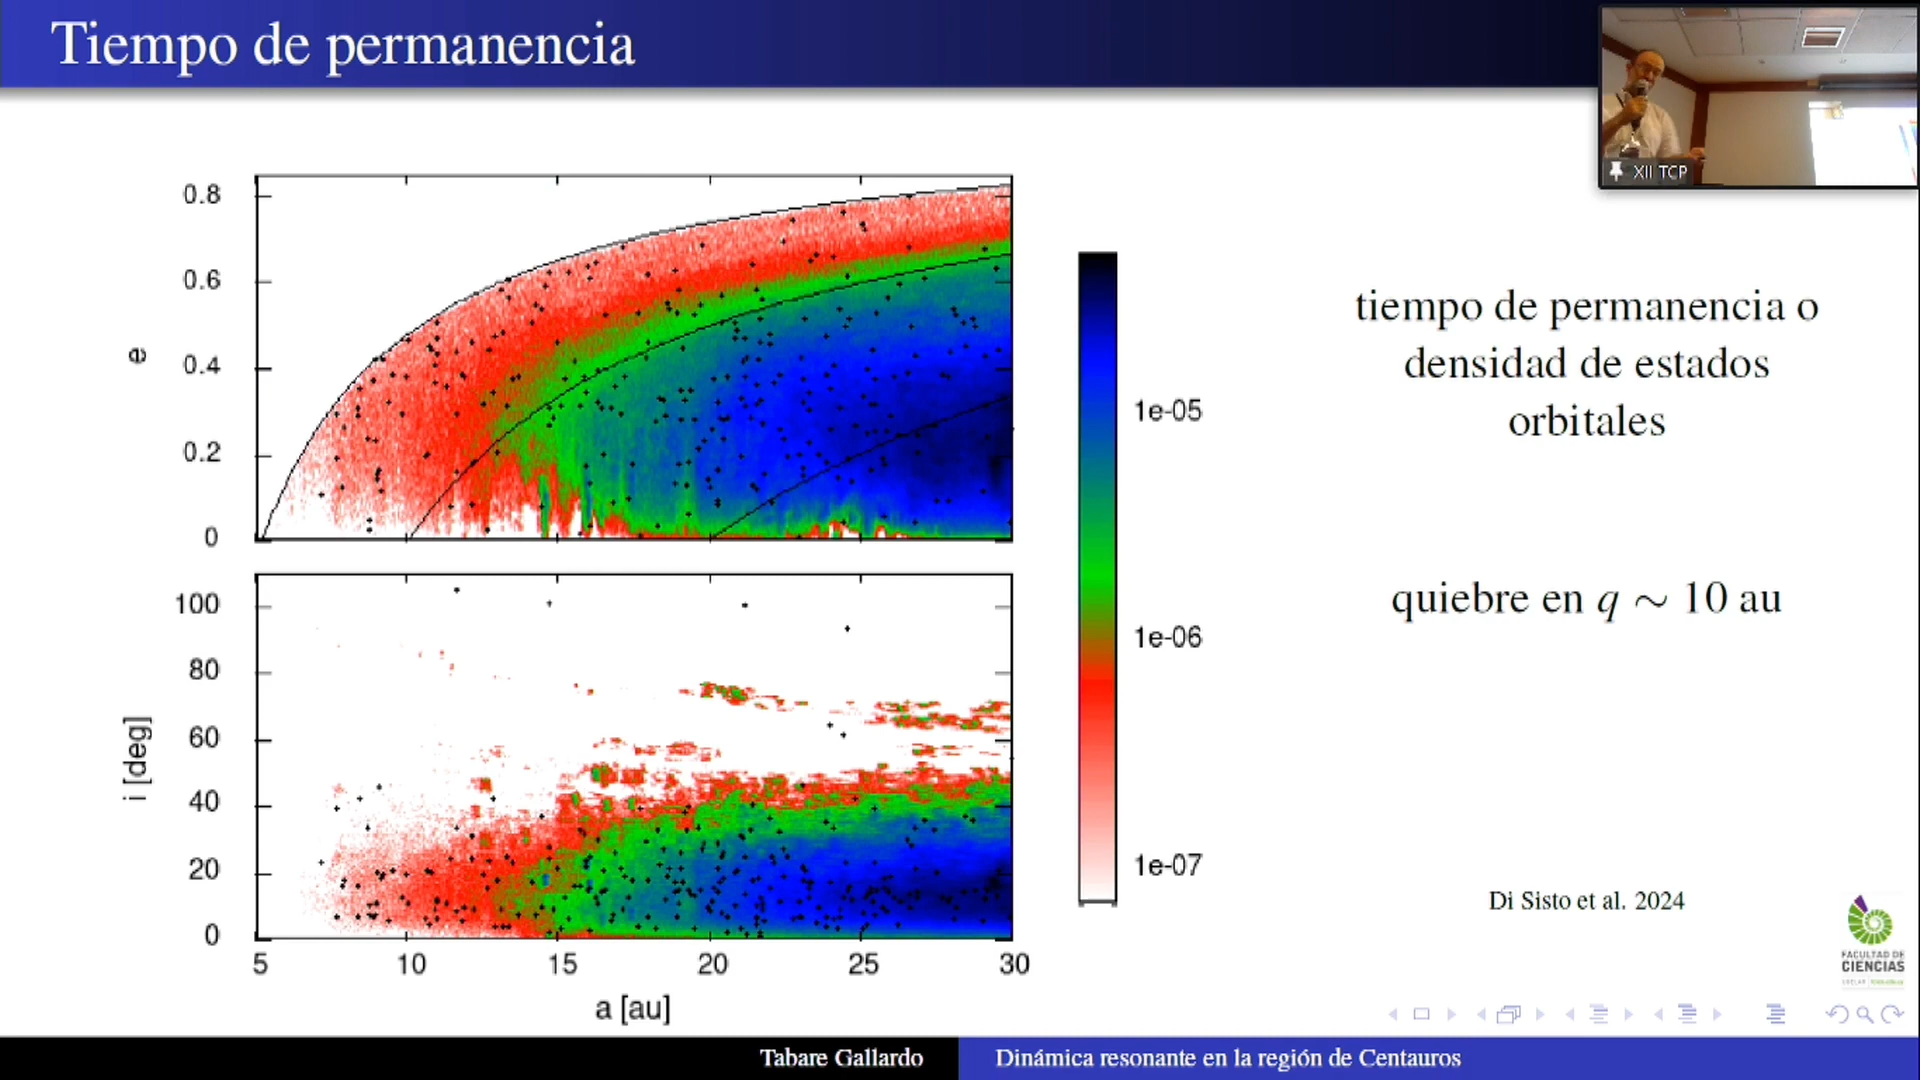 Tiempo de permanencia
XII TCP
0.8
0.6
0.4
0.2
0
e
100
80
60
40
20
0
i [deg]
5 10 15 20 25 30
a [au]
1e-05
1e-06
1e-07
tiempo de permanencia o
densidad de estados
orbitales
quiebre en q ∼ 10 au
Di Sisto et al. 2024
FACULTAD DE
CIENCIAS
Tabare Gallardo
Dinámica resonante en la región de Centauros